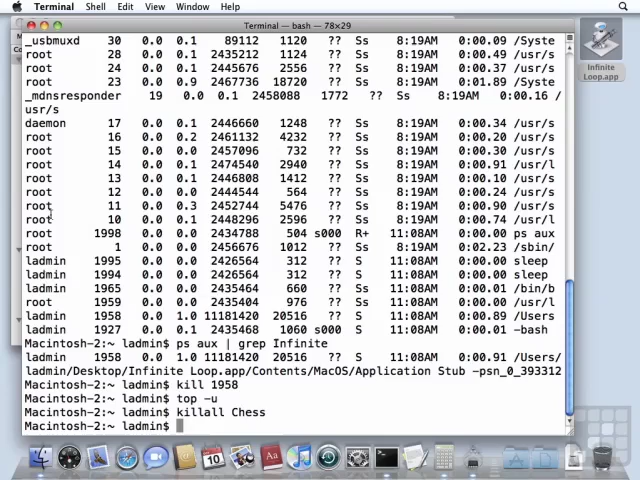 Terminal Shell Edit View Window Help
Terminal — bash — 78×29
_usbmuxd 30 0.0 0.1 89112 1120 ?? Ss 8:19AM 0:00.09 /Syste
root 28 0.0 0.1 2435212 1124 ?? Ss 8:19AM 0:00.49 /usr/s
root 24 0.0 0.1 2445676 2556 ?? Ss 8:19AM 0:00.37 /usr/s
root 23 0.0 0.9 2467736 18720 ?? Ss 8:19AM 0:01.89 /Syste
_mdnsresponder 19 0.0 0.1 2458088 1772 ?? Ss 8:19AM 0:00.16 /
usr/s
daemon 17 0.0 0.1 2446660 1248 ?? Ss 8:19AM 0:00.34 /usr/s
root 16 0.0 0.2 2461132 4232 ?? Ss 8:19AM 0:00.20 /usr/s
root 15 0.0 0.0 2457096 732 ?? Ss 8:19AM 0:00.30 /usr/s
root 14 0.0 0.1 2474540 2940 ?? Ss 8:19AM 0:00.91 /usr/l
root 13 0.0 0.1 2446808 1412 ?? Ss 8:19AM 0:00.10 /usr/s
root 12 0.0 0.0 2444544 564 ?? Ss 8:19AM 0:00.24 /usr/s
root 11 0.0 0.3 2452744 5476 ?? Ss 8:19AM 0:00.90 /usr/s
root 10 0.0 0.1 2448296 2596 ?? Ss 8:19AM 0:00.74 /usr/l
root 1998 0.0 0.0 2434788 504 s000 R+ 11:08AM 0:00.00 ps aux
root 1 0.0 0.0 2456676 1012 ?? Ss 8:19AM 0:02.23 /sbin/
ladmin 1995 0.0 0.0 2426564 312 ?? S 11:08AM 0:00.00 sleep
ladmin 1994 0.0 0.0 2426564 312 ?? S 11:08AM 0:00.00 sleep
ladmin 1965 0.0 0.0 2435468 660 ?? Ss 11:08AM 0:00.01 /bin/b
root 1959 0.0 0.0 2435404 976 ?? Ss 11:08AM 0:00.00 /usr/l
ladmin 1958 0.0 1.0 11181420 20516 ?? S 11:08AM 0:00.89 /Users
ladmin 1927 0.0 0.1 2435468 1060 s000 S 11:08AM 0:00.01 -bash
Macintosh-2:~ ladmin$ ps aux | grep Infinite
ladmin 1958 0.0 1.0 11181420 20516 ?? S 11:08AM 0:00.91 /Users/
ladmin/Desktop/Infinite Loop.app/Contents/MacOS/Application Stub -psn_0_393312
Macintosh-2:~ ladmin$ kill 1958
Macintosh-2:~ ladmin$ top -u
Macintosh-2:~ ladmin$ killall Chess
Macintosh-2:~ ladmin$
Infinite
Loop.app